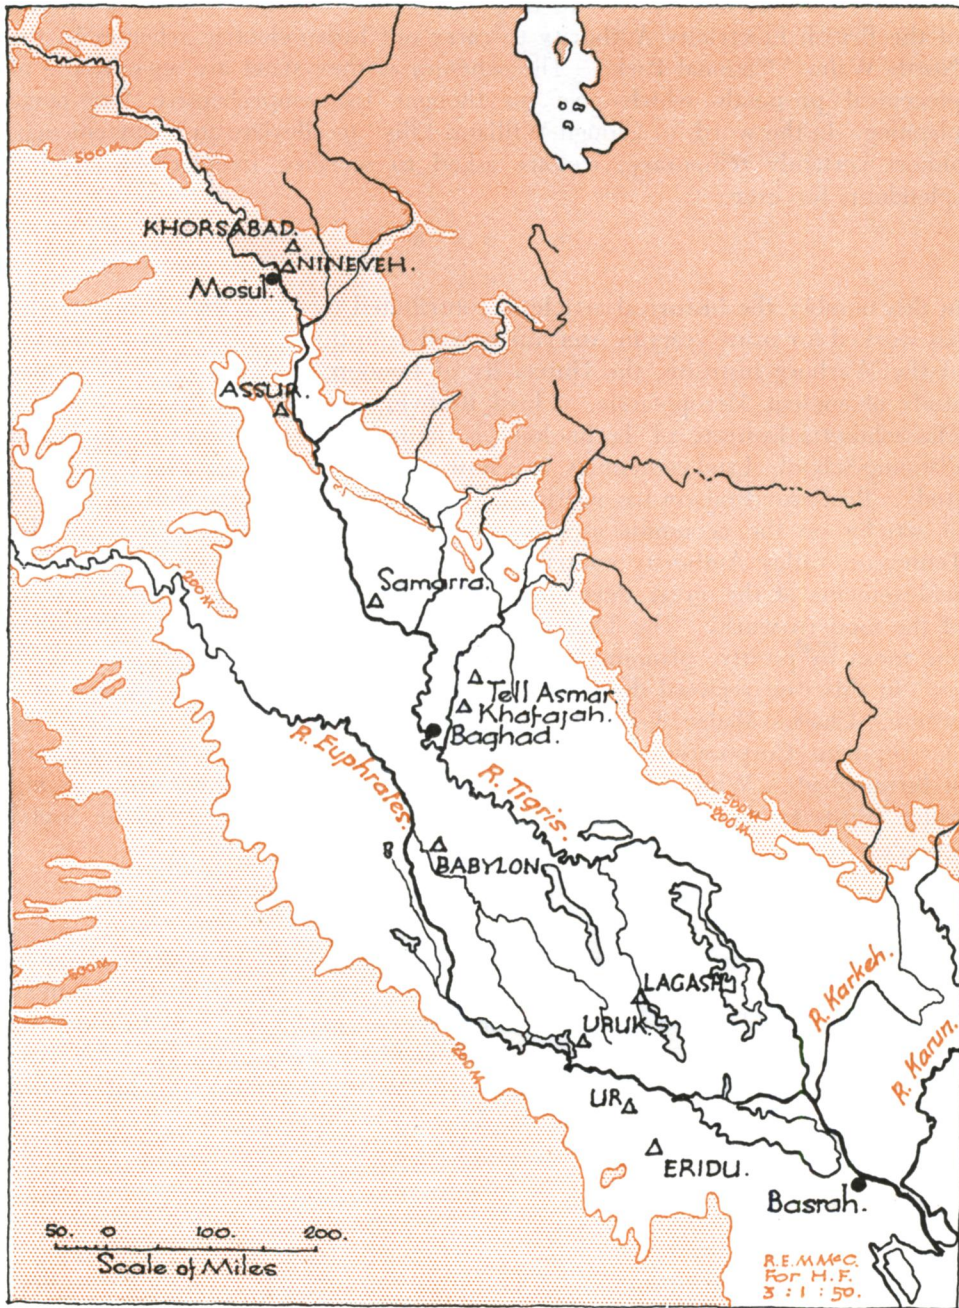 500 M
KHORSABAD.
NINEVEH.
Mosul.
ASSUR.
200 M
Samarra.
Tell Asmar.
Khafajah.
Baghad.
R. Euphrates.
R. Tigris.
500 M
200 M
BABYLON
500 M
LAGASH
R. Karkeh.
URUK.
200 M
R. Karun.
UR
ERIDU.
Basrah.
50. 0 100. 200.
Scale of Miles
R.E.M McC.
For H.F.
3 : 1 : 50.